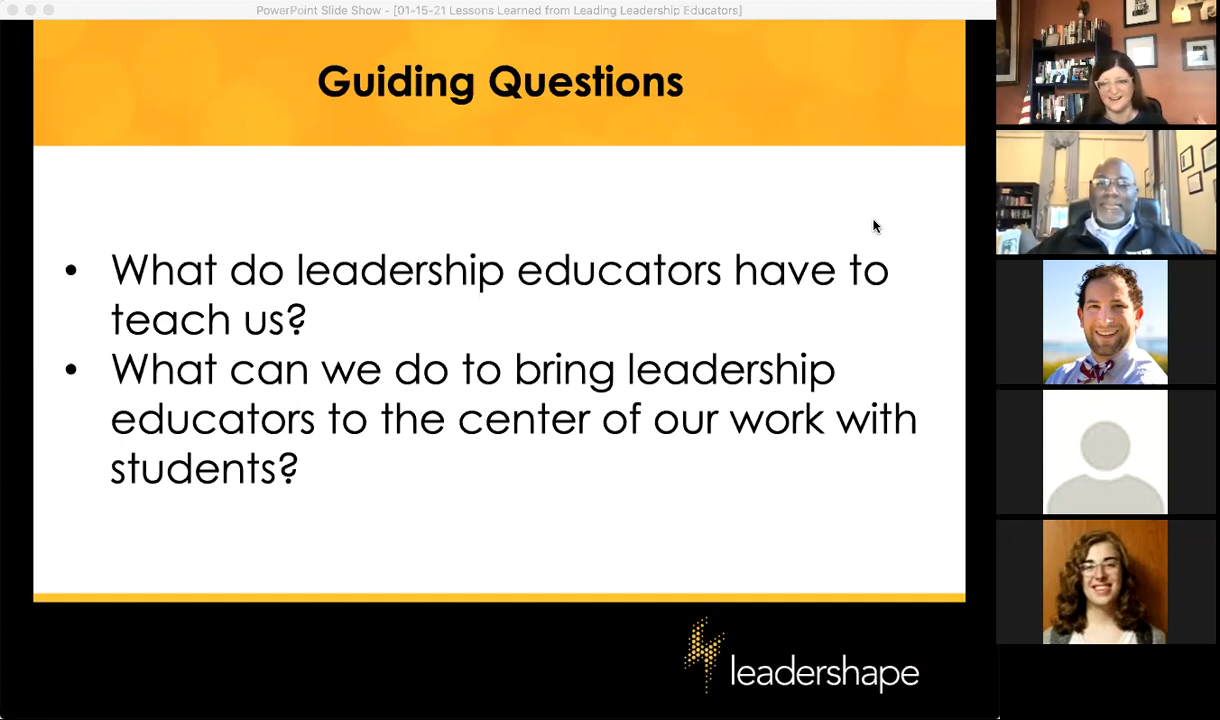 PowerPoint Slide Show - [01-15-21 Lessons Learned from Leading Leadership Educators]
Guiding Questions
• What do leadership educators have to
teach us?
• What can we do to bring leadership
educators to the center of our work with
students?
leadershape